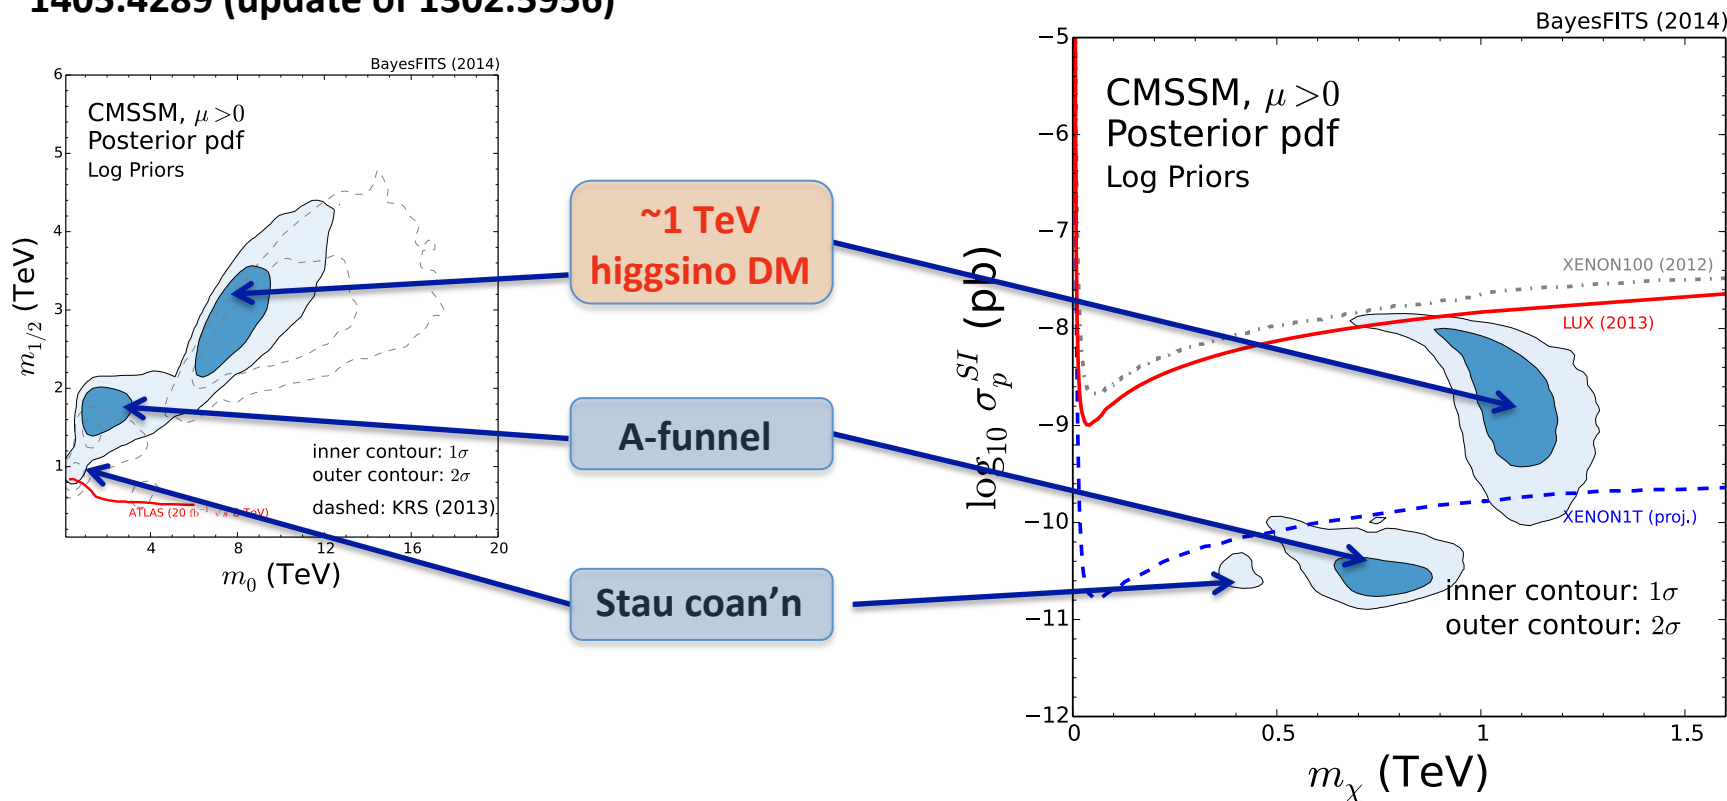 1405.4289 (update of 1302.5956)
BayesFITS (2014)
CMSSM, μ >0
Posterior pdf
Log Priors
6
5
4
3
2
1
m1/2 (TeV)
inner contour: 1σ
outer contour: 2σ
dashed: KRS (2013)
4
8
12
16
20
m0 (TeV)
~1 TeV
higgsino DM
A-funnel
Stau coan’n
BayesFITS (2014)
CMSSM, μ >0
Posterior pdf
Log Priors
−5
−6
−7
−8
−9
−10
−11
−12
log10 σpSI (pb)
XENON100 (2012)
LUX (2013)
XENON1T (proj.)
inner contour: 1σ
outer contour: 2σ
0
0.5
1
1.5
mχ (TeV)